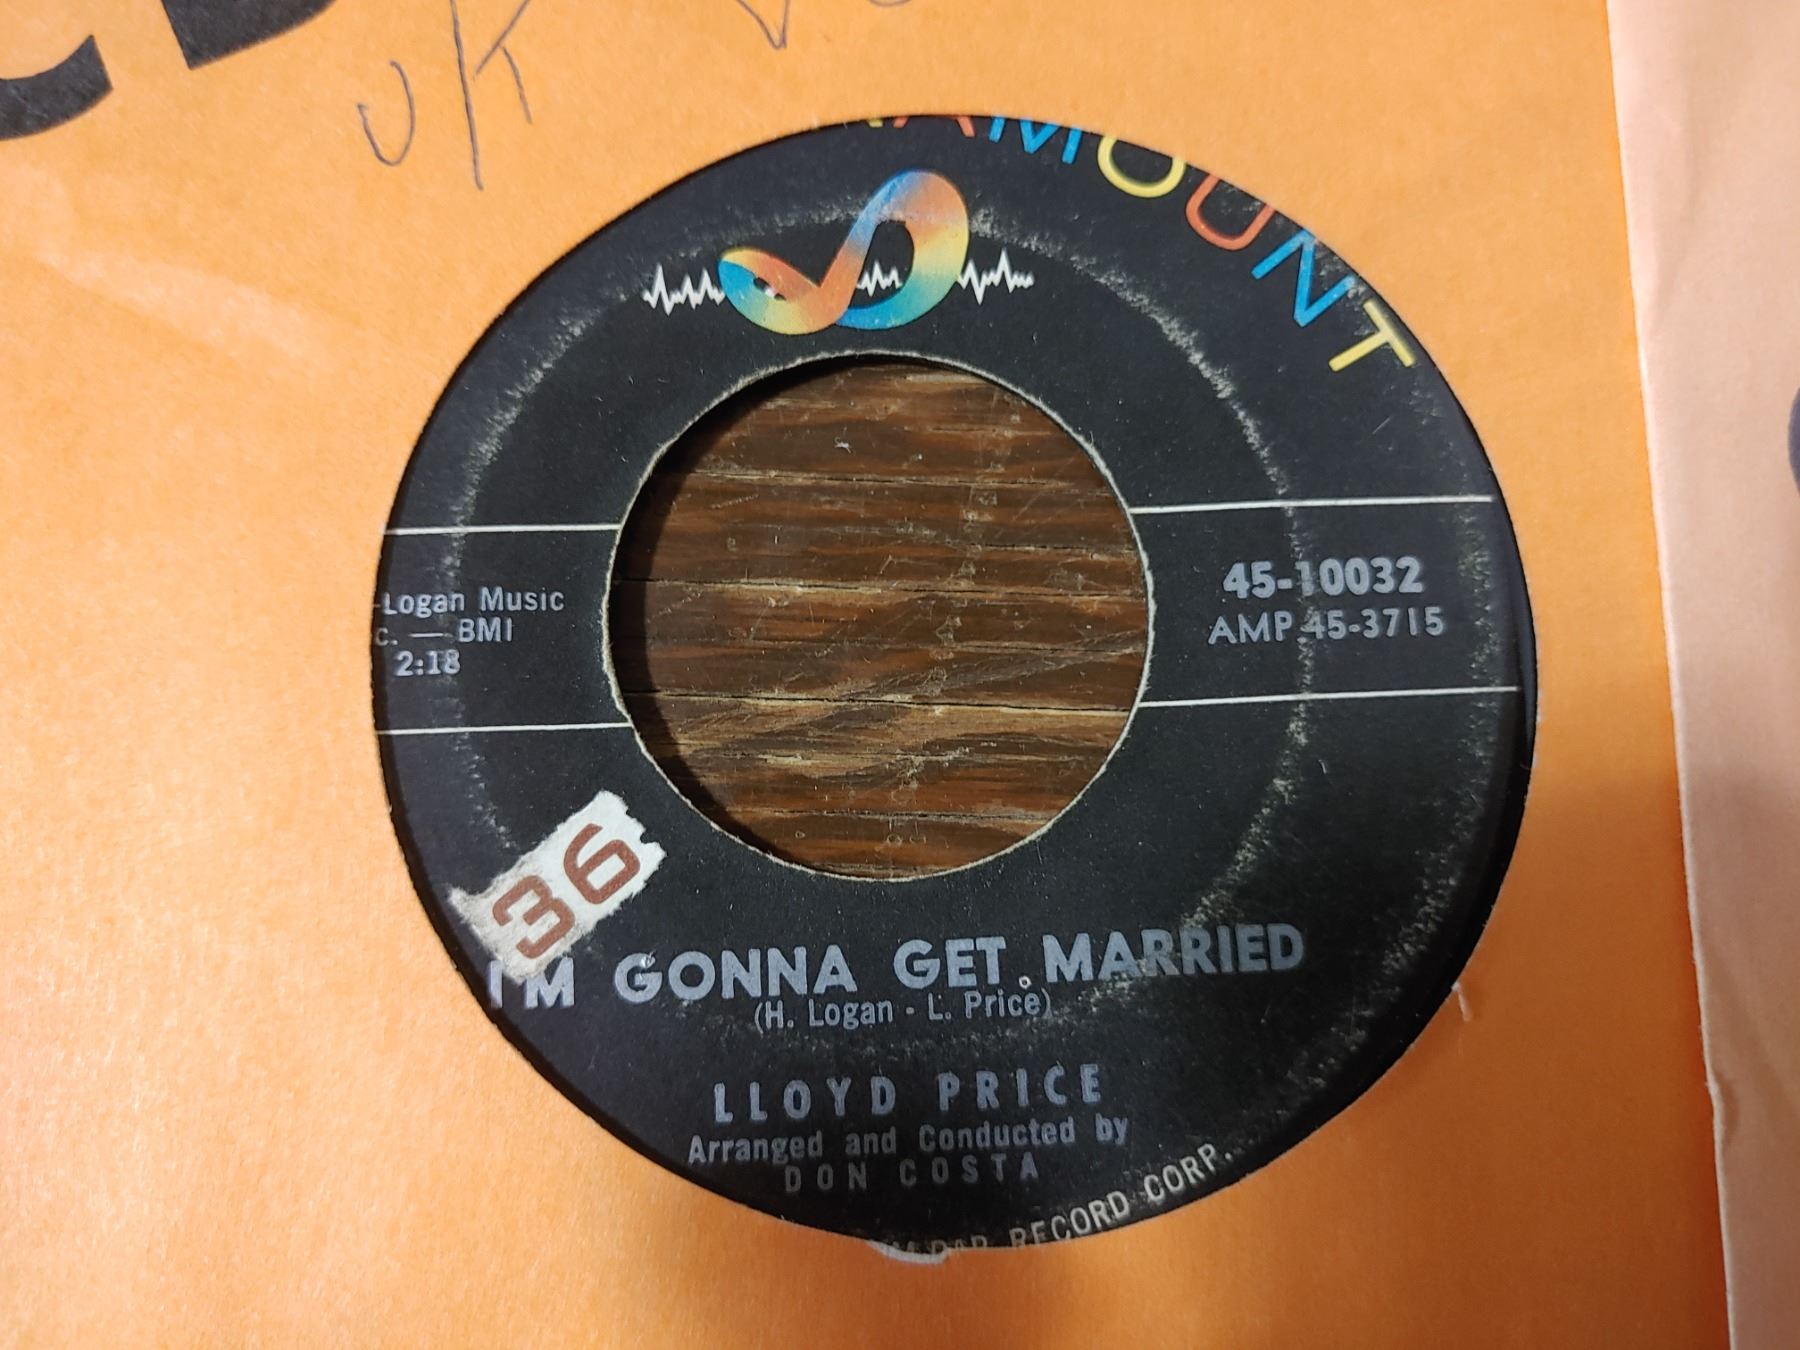 OK
AMOUNT
Logan Music
c. — BMI
2:18
45-10032
AMP 45-3715
36
I'M GONNA GET MARRIED
(H. Logan - L. Price)
LLOYD PRICE
Arranged and Conducted by
DON COSTA
RECORD CORP.